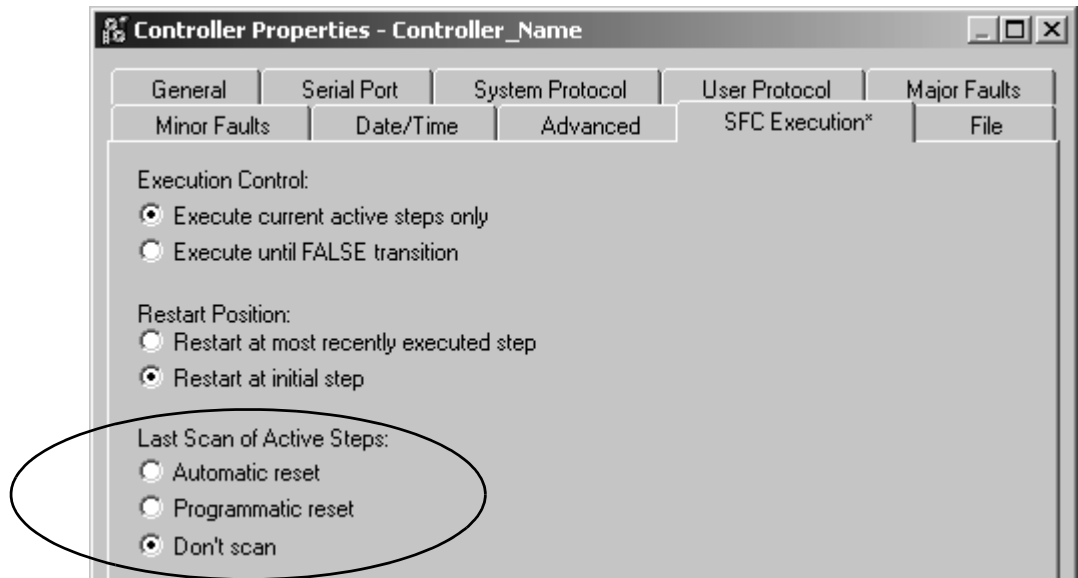 Controller Properties - Controller_Name
General Serial Port System Protocol User Protocol Major Faults
Minor Faults Date/Time Advanced SFC Execution* File
Execution Control:
Execute current active steps only
Execute until FALSE transition
Restart Position:
Restart at most recently executed step
Restart at initial step
Last Scan of Active Steps:
Automatic reset
Programmatic reset
Don't scan